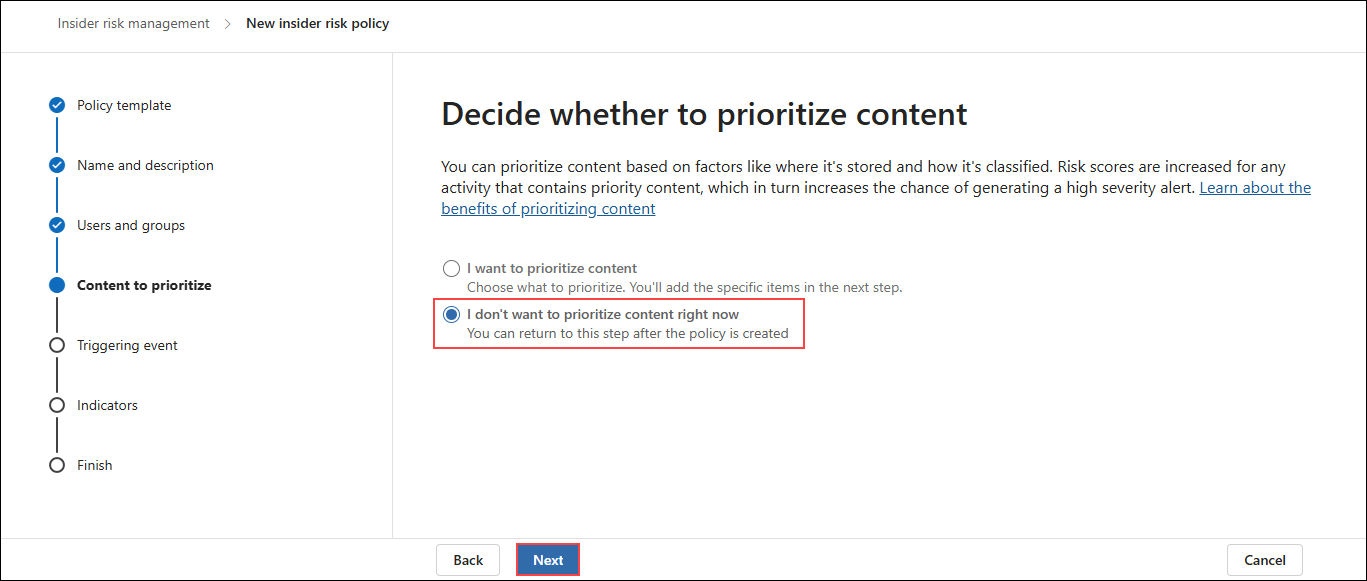 Insider risk management > New insider risk policy
Policy template
Name and description
Users and groups
Content to prioritize
Triggering event
Indicators
Finish
Decide whether to prioritize content
You can prioritize content based on factors like where it's stored and how it's classified. Risk scores are increased for any
activity that contains priority content, which in turn increases the chance of generating a high severity alert. Learn about the
benefits of prioritizing content
I want to prioritize content
Choose what to prioritize. You'll add the specific items in the next step.
I don't want to prioritize content right now
You can return to this step after the policy is created
Back Next Cancel